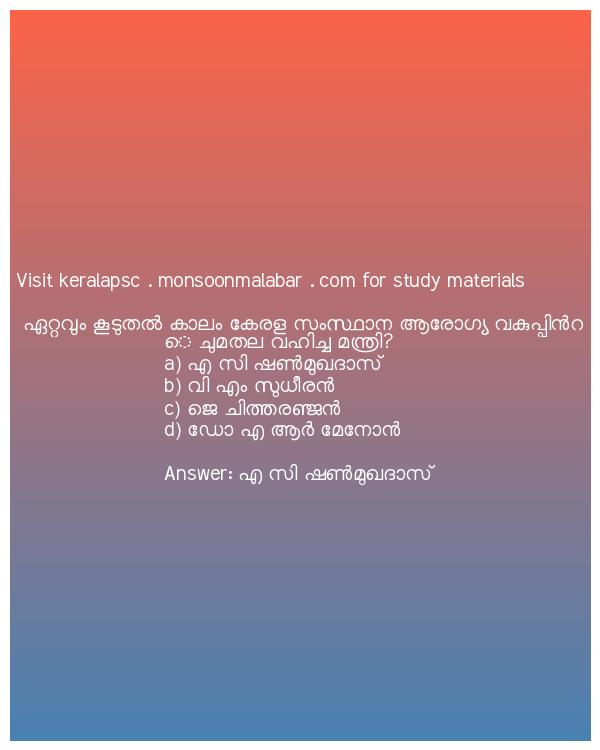 Visit keralapsc . monsoonmalabar . com for study materials
ഏറ്റവും കൂടുതൽ കാലം കേരള സംസ്ഥാന ആരോഗ്യ വകുപ്പിൻറ
െ ചുമതല വഹിച്ച മന്ത്രി?
a) എ സി ഷൺമുഖദാസ്
b) വി എം സുധീരൻ
c) ജെ ചിത്തരഞ്ജൻ
d) ഡോ എ ആർ മേനോൻ
Answer: എ സി ഷൺമുഖദാസ്